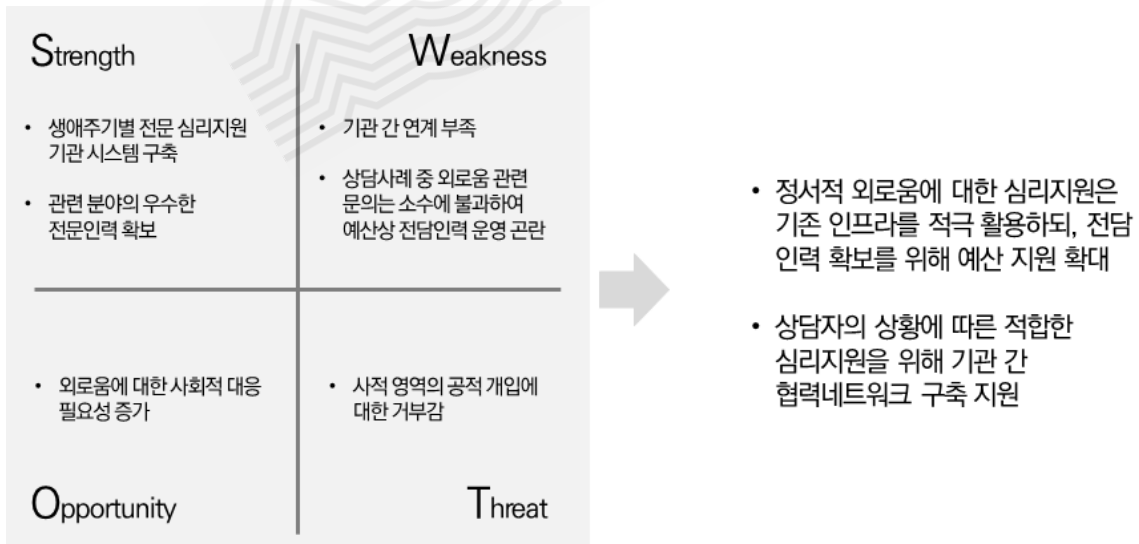 Strength
• 생애주기별 전문 심리지원
기관 시스템 구축
• 관련 분야의 우수한
전문인력 확보
Weakness
• 기관 간 연계 부족
• 상담사례 중 외로움 관련
문의는 소수에 불과하여
예산상 전담인력 운영 곤란
• 외로움에 대한 사회적 대응
필요성 증가
Opportunity
• 사적 영역의 공적 개입에
대한 거부감
Threat
• 정서적 외로움에 대한 심리지원은
기존 인프라를 적극 활용하되, 전담
인력 확보를 위해 예산 지원 확대
• 상담자의 상황에 따른 적합한
심리지원을 위해 기관 간
협력네트워크 구축 지원